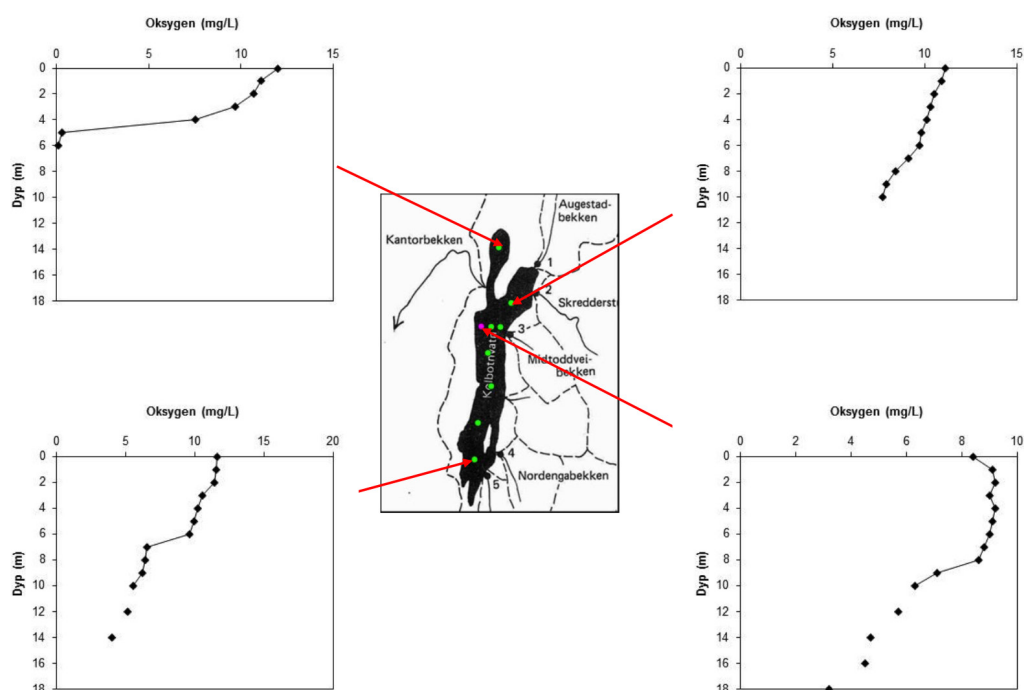 Oksygen (mg/L)
0 5 10 15
0
2
4
6
8
10
12
14
16
18
Dyp (m)
Oksygen (mg/L)
0 5 10 15
0
2
4
6
8
10
12
14
16
18
Dyp (m)
Augestad-
bekken
Kantorbekken
1
2
Skredderst
3
Midtoddvei-
bekken
Kolbotnvatn
4
Nordengabekken
5
Oksygen (mg/L)
0 5 10 15 20
0
2
4
6
8
10
12
14
16
18
Dyp (m)
Oksygen (mg/L)
0 2 4 6 8 10
0
2
4
6
8
10
12
14
16
18
Dyp (m)